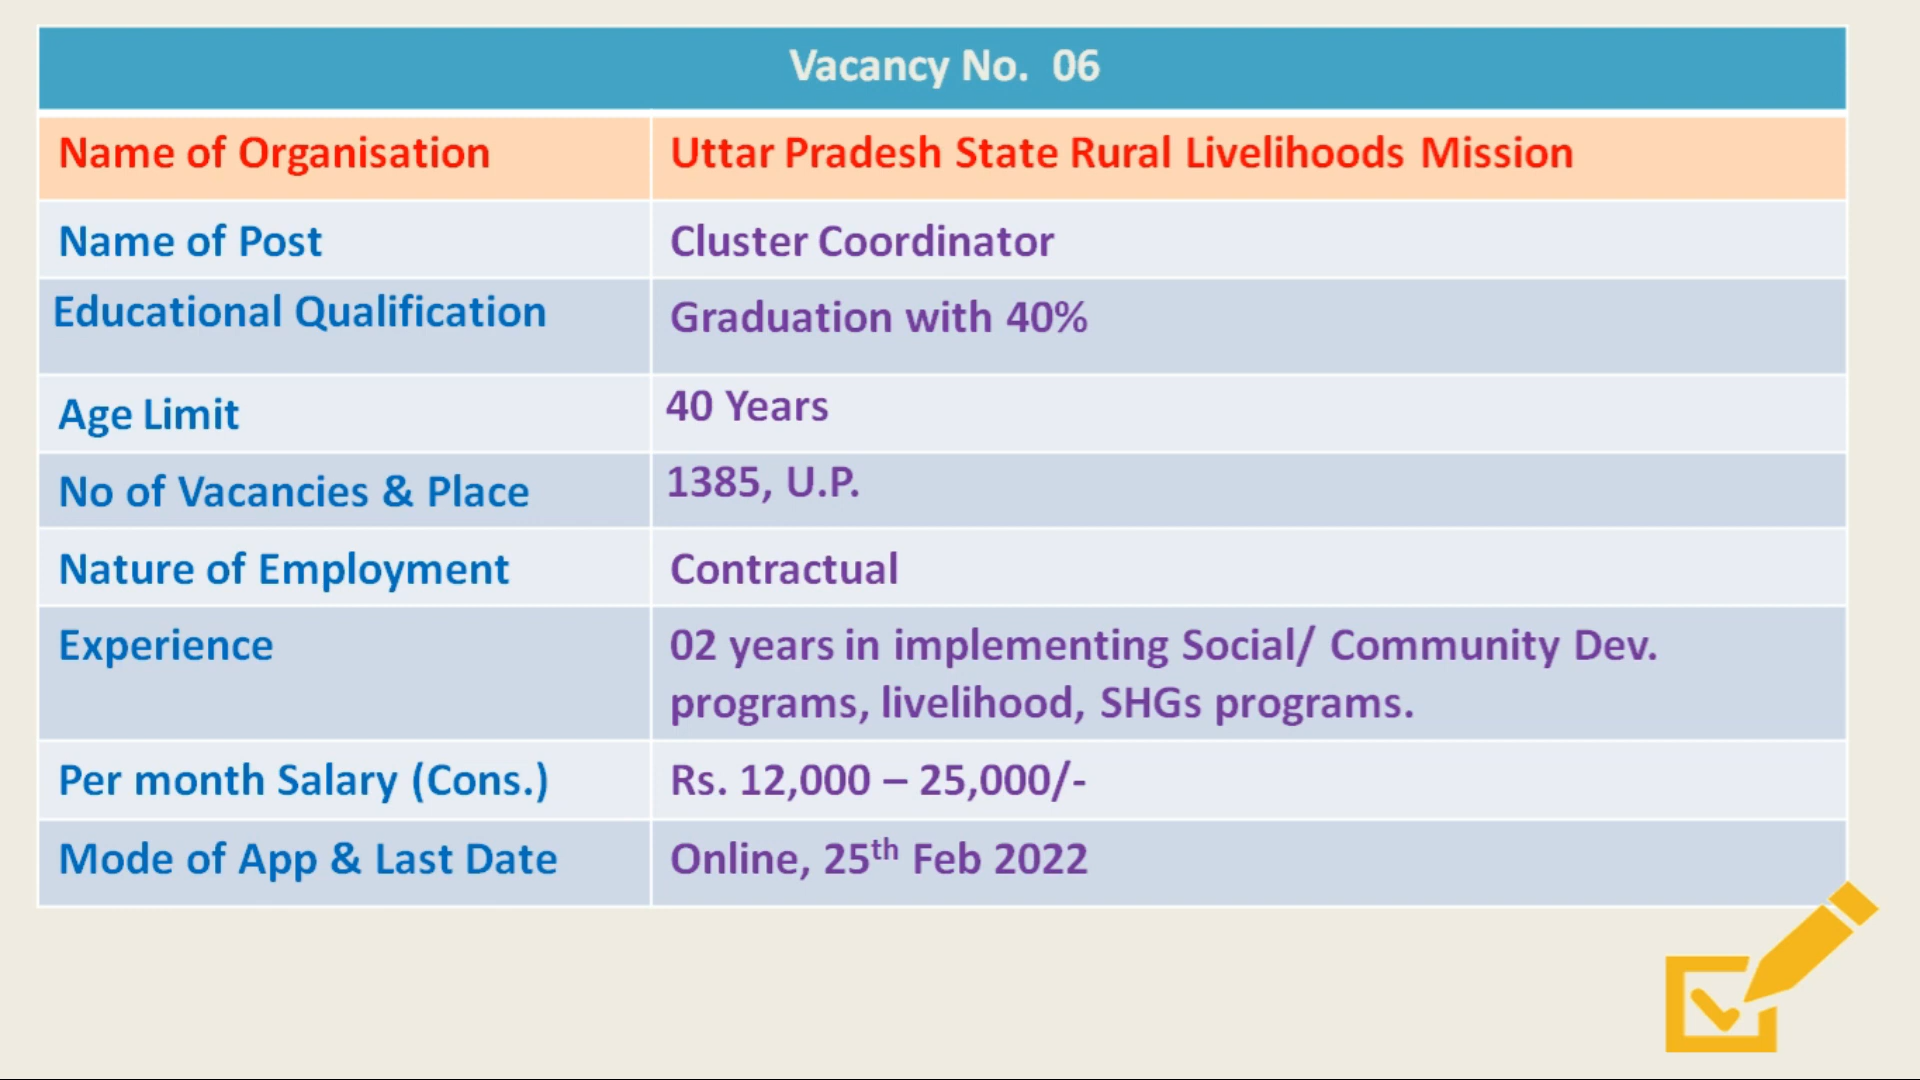 Vacancy No. 06
Name of Organisation
Uttar Pradesh State Rural Livelihoods Mission
Name of Post
Cluster Coordinator
Educational Qualification
Graduation with 40%
Age Limit
40 Years
No of Vacancies & Place
1385, U.P.
Nature of Employment
Contractual
Experience
02 years in implementing Social/ Community Dev.
programs, livelihood, SHGs programs.
Per month Salary (Cons.)
Rs. 12,000 – 25,000/-
Mode of App & Last Date
Online, 25th Feb 2022